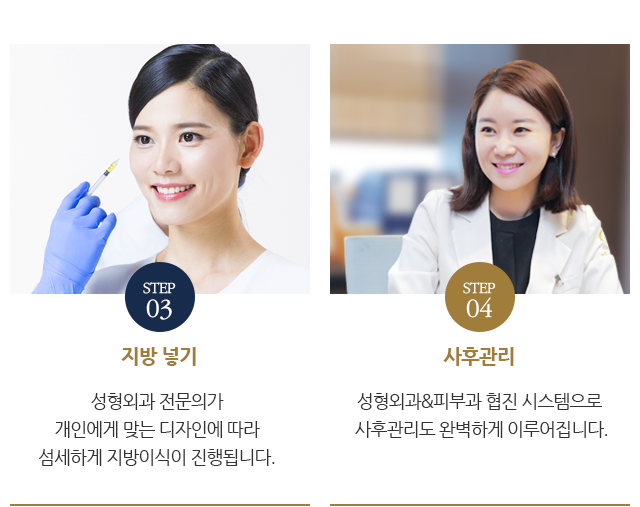 STEP
03
지방 넣기
성형외과 전문의가
개인에게 맞는 디자인에 따라
섬세하게 지방이식이 진행됩니다.
STEP
04
사후관리
성형외과&피부과 협진 시스템으로
사후관리도 완벽하게 이루어집니다.